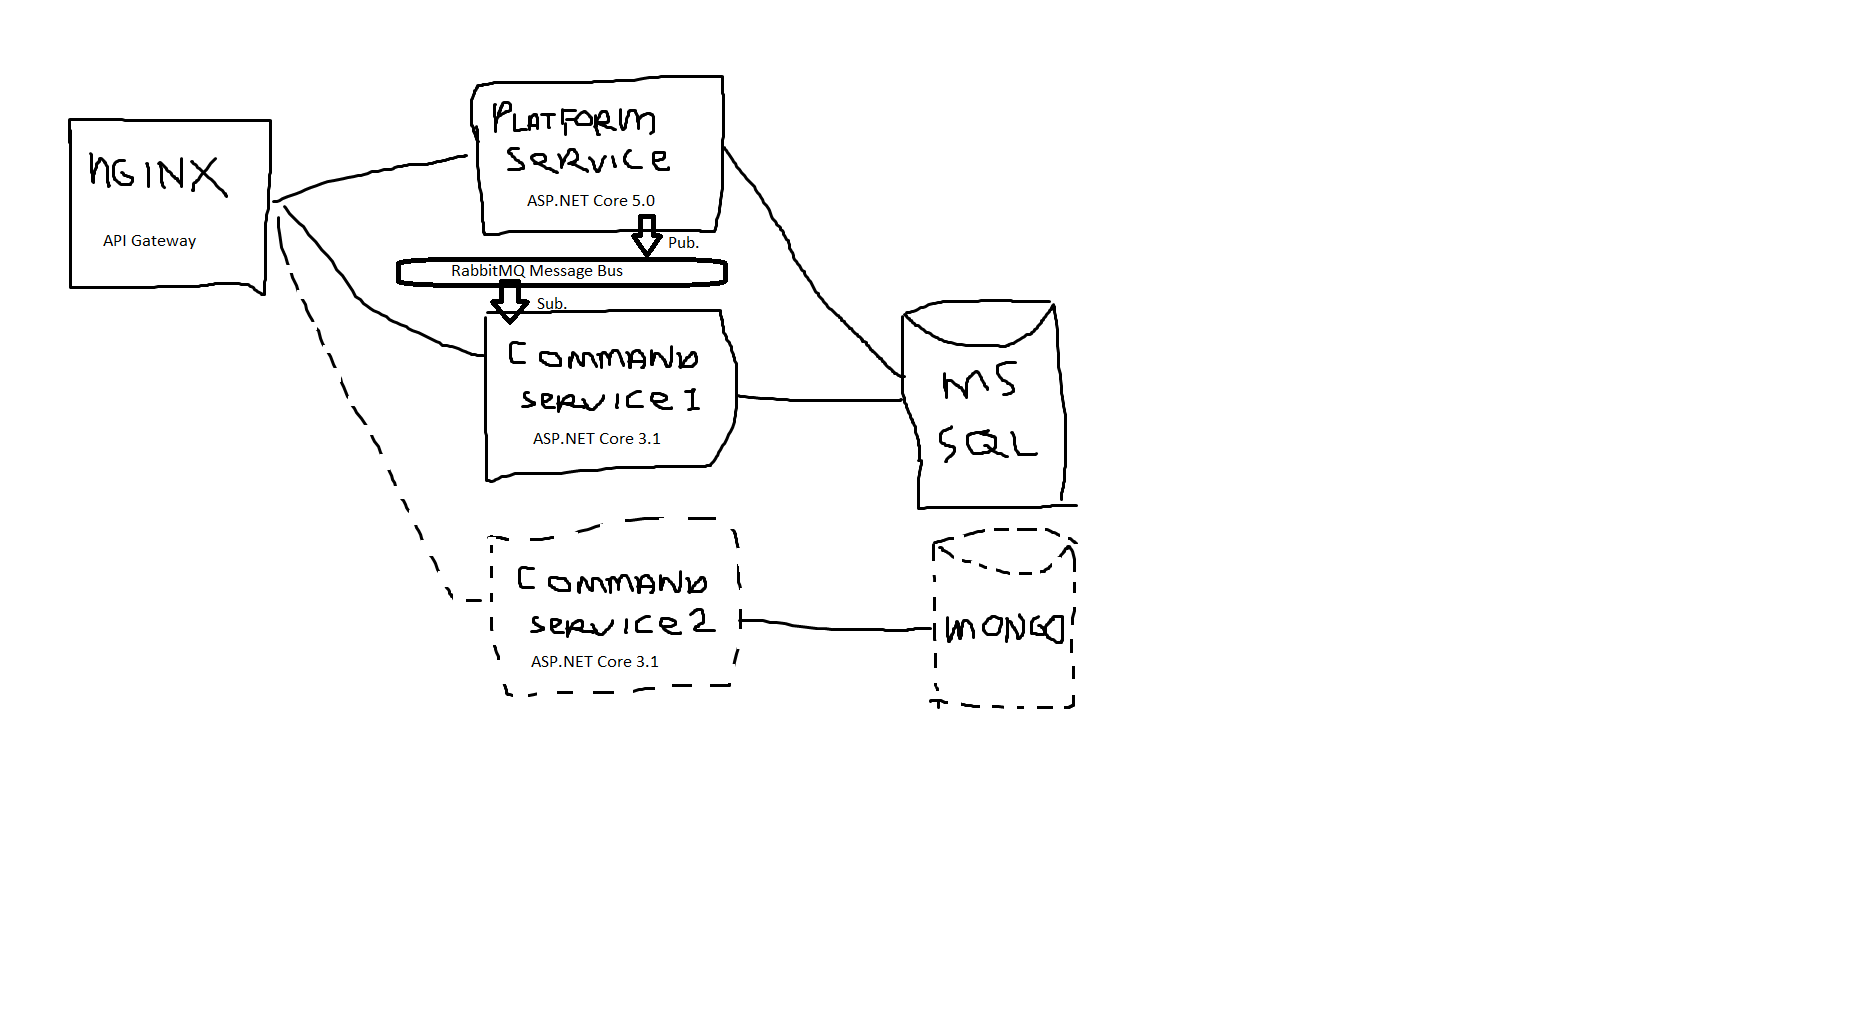 NGINX
API Gateway
PLATFORM
SERVICE
ASP.NET Core 5.0
Pub.
RabbitMQ Message Bus
Sub.
COMMAND
SERVICE 1
ASP.NET Core 3.1
COMMAND
SERVICE 2
ASP.NET Core 3.1
MS
SQL
MONGO